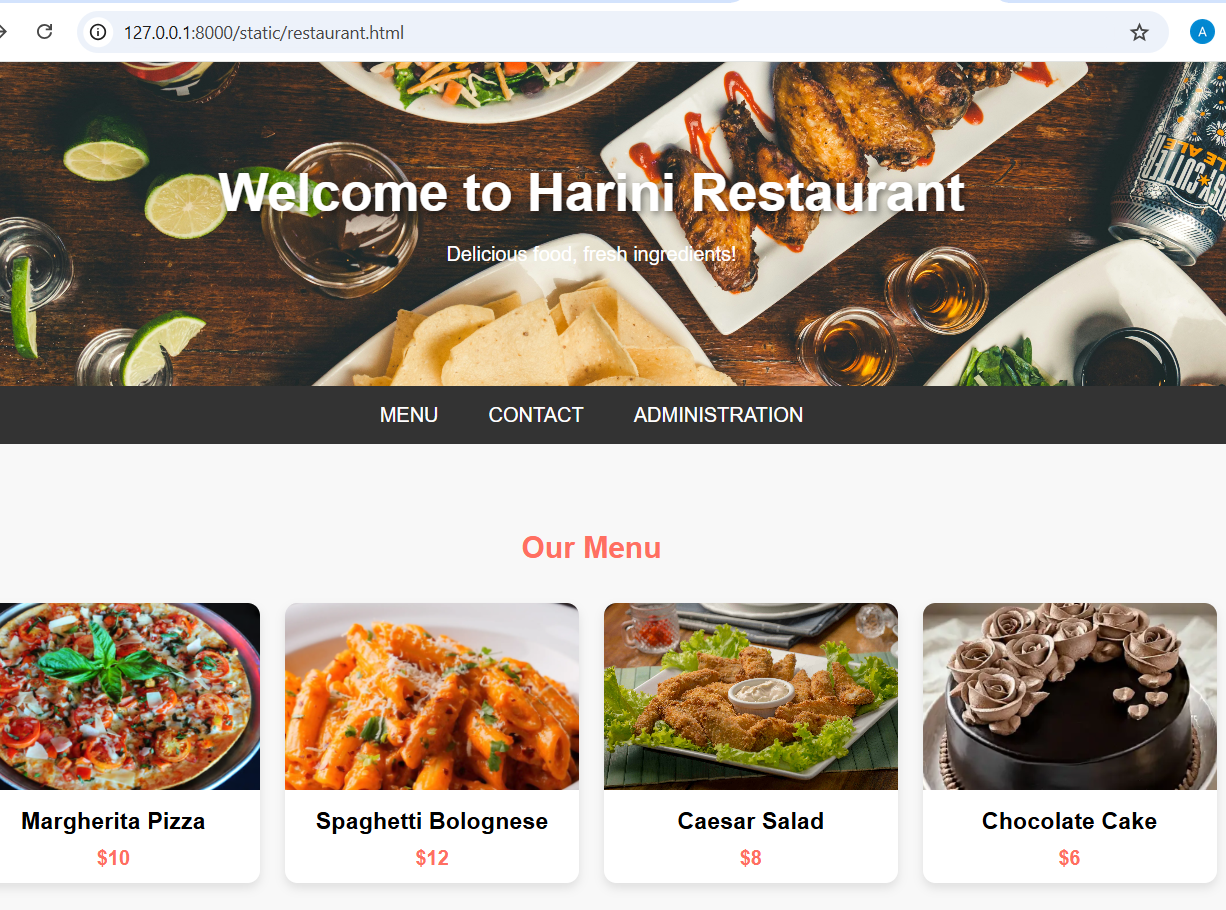 127.0.0.1:8000/static/restaurant.html
A
Welcome to Harini Restaurant
Delicious food, fresh ingredients!
MENU CONTACT ADMINISTRATION
Our Menu
Margherita Pizza
$10
Spaghetti Bolognese
$12
Caesar Salad
$8
Chocolate Cake
$6